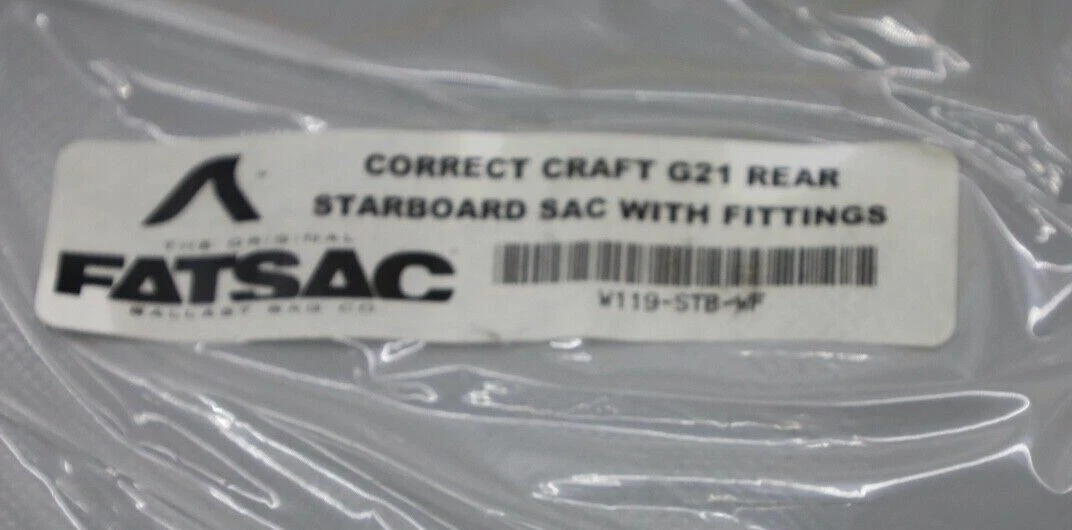 CORRECT CRAFT G21 REAR
STARBOARD SAC WITH FITTINGS
THE ORIGINAL
FATSAC
BALLAST BAG CO
W119-STB-WF